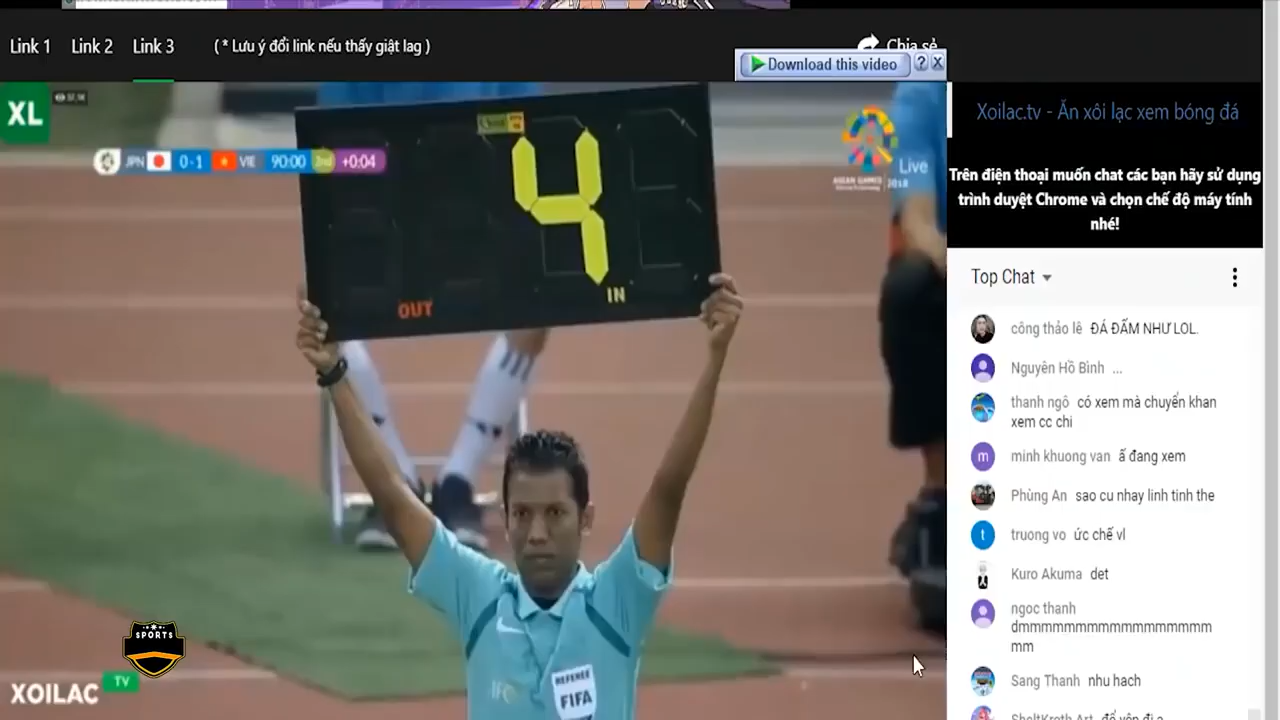 Link 1 Link 2 Link 3 ( * Lưu ý đổi link nếu thấy giật lag ) Chia sẻ
Download this video ? X
XL
JPN 0-1 VIE 90:00 2nd +0:04
4
OUT IN
Live
ASIAN GAMES
2018
REFEREE
FIFA
SPORTS
XOILAC TV
Xoilac.tv - Ăn xôi lạc xem bóng đá
Trên điện thoại muốn chat các bạn hãy sử dụng
trình duyệt Chrome và chọn chế độ máy tính
nhé!
Top Chat
công thảo lê ĐÁ ĐẤM NHƯ LOL.
Nguyên Hồ Bình ...
thanh ngô có xem mà chuyển khan
xem cc chi
m minh khuong van ấ đang xem
Phùng An sao cu nhay linh tinh the
t truong vo ức chế vl
Kuro Akuma det
ngoc thanh
dmmmmmmmmmmmmmmmmm
mm
Sang Thanh nhu hach